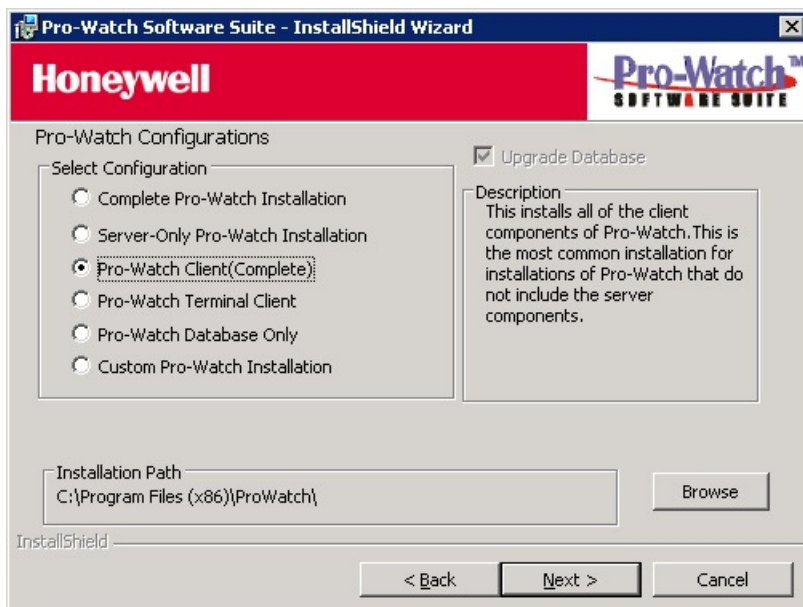 Pro-Watch Software Suite - InstallShield Wizard
Honeywell
Pro-Watch™
SOFTWARE SUITE
Pro-Watch Configurations
Select Configuration
Complete Pro-Watch Installation
Server-Only Pro-Watch Installation
Pro-Watch Client(Complete)
Pro-Watch Terminal Client
Pro-Watch Database Only
Custom Pro-Watch Installation
Upgrade Database
Description
This installs all of the client
components of Pro-Watch.This is
the most common installation for
installations of Pro-Watch that do
not include the server
components.
Installation Path
C:\Program Files (x86)\ProWatch\
Browse
InstallShield
< Back
Next >
Cancel